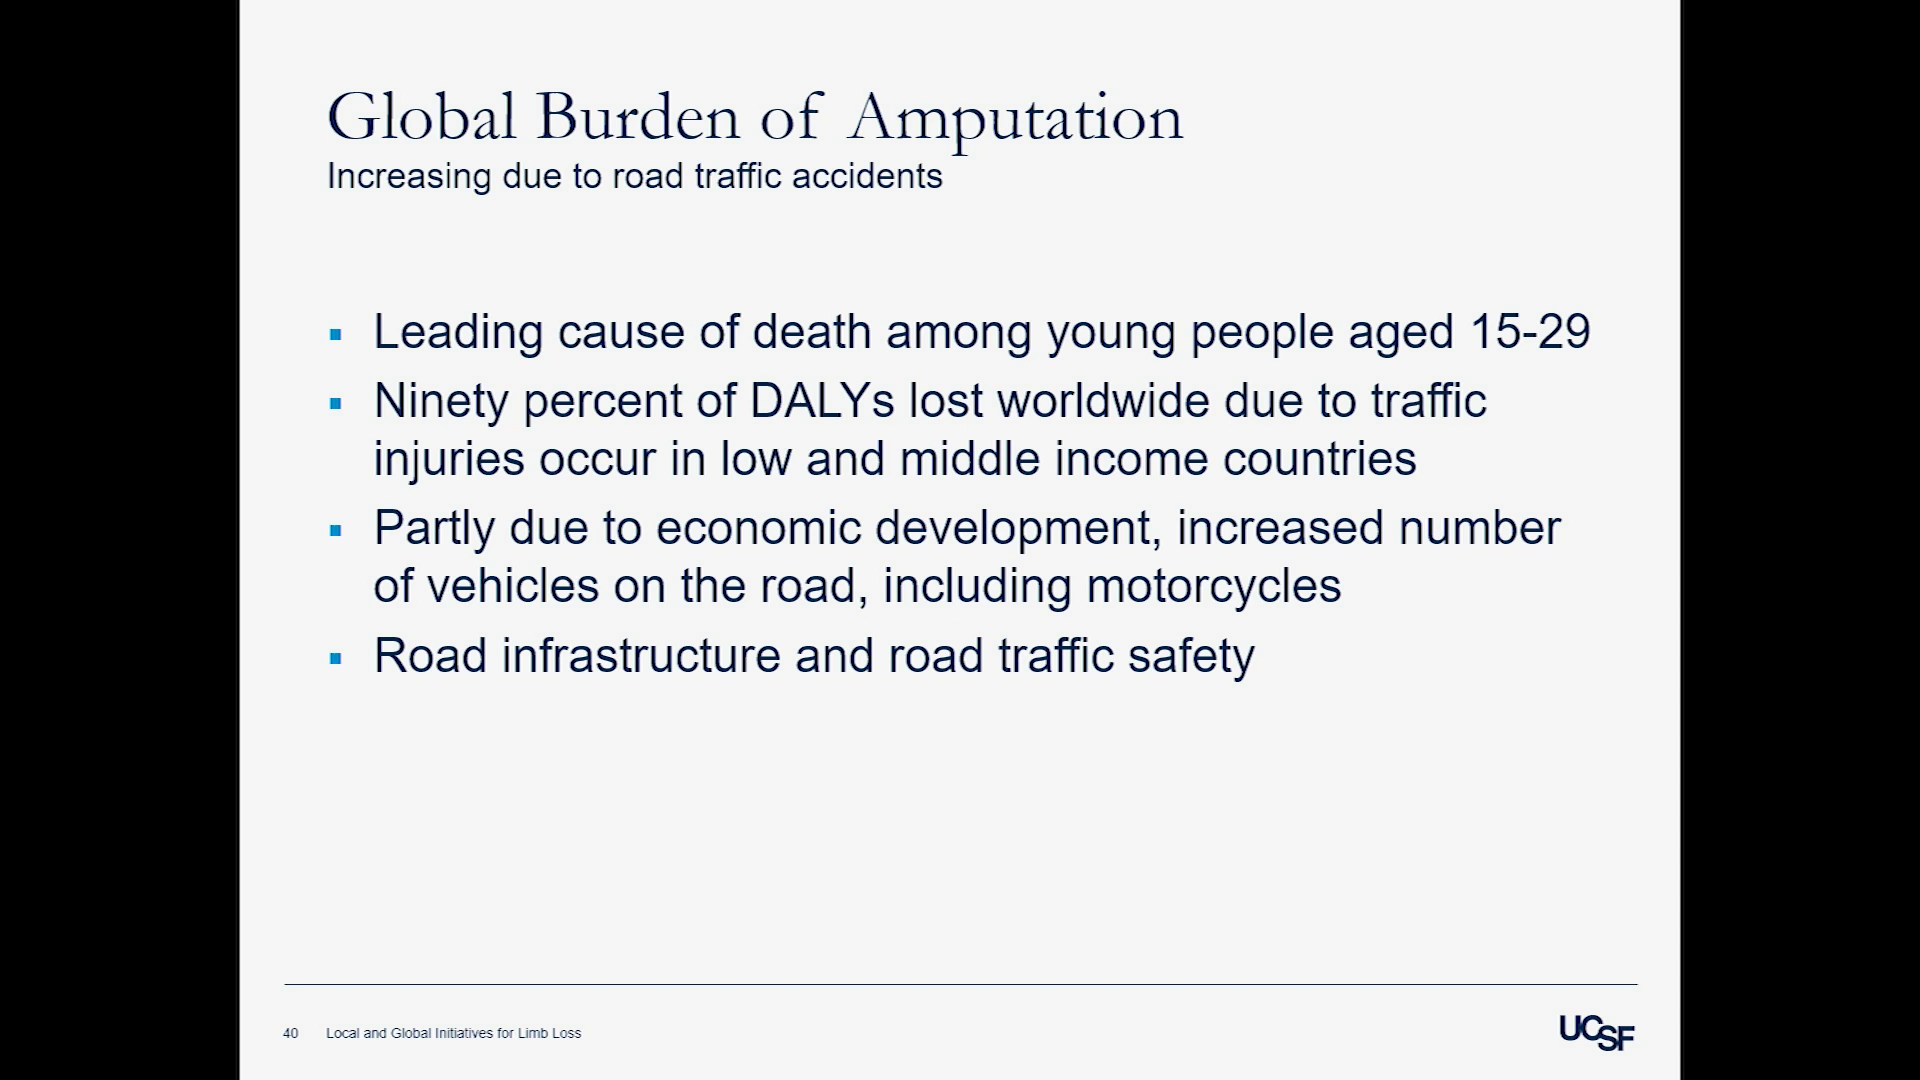 Global Burden of Amputation
Increasing due to road traffic accidents
▪ Leading cause of death among young people aged 15-29
▪ Ninety percent of DALYs lost worldwide due to traffic
injuries occur in low and middle income countries
▪ Partly due to economic development, increased number
of vehicles on the road, including motorcycles
▪ Road infrastructure and road traffic safety
40 Local and Global Initiatives for Limb Loss
UCSF